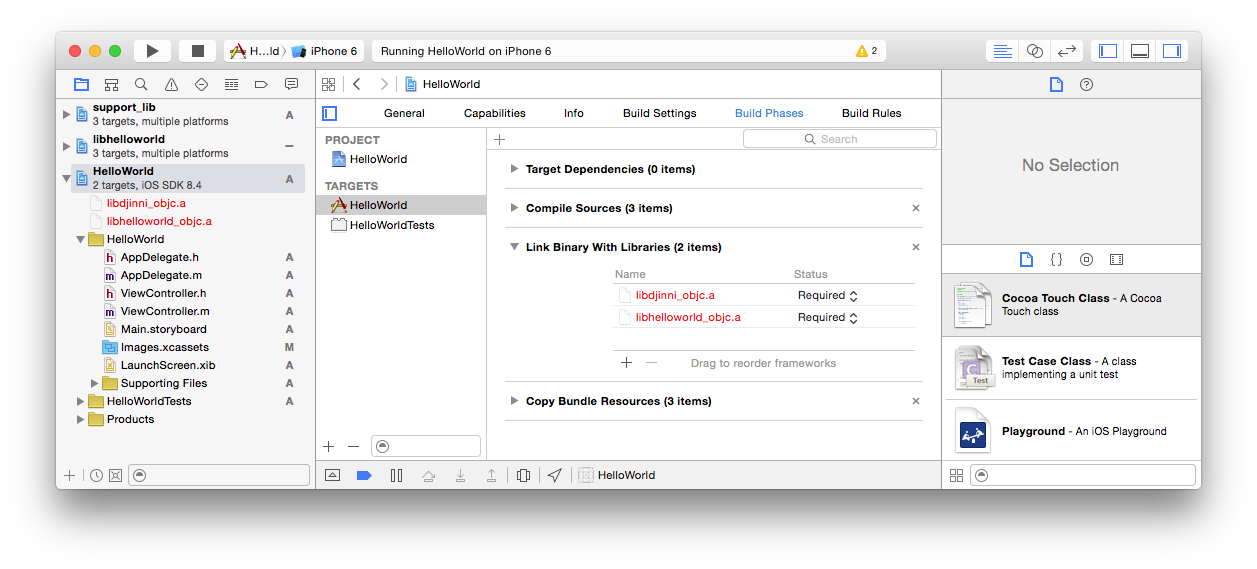 H...ld
iPhone 6
Running HelloWorld on iPhone 6
2
HelloWorld
support_lib
3 targets, multiple platforms
A
libhelloworld
3 targets, multiple platforms
HelloWorld
2 targets, iOS SDK 8.4
A
libdjinni_objc.a
libhelloworld_objc.a
HelloWorld
h AppDelegate.h A
m AppDelegate.m A
h ViewController.h A
m ViewController.m A
Main.storyboard A
Images.xcassets M
LaunchScreen.xib A
Supporting Files A
HelloWorldTests A
Products
General Capabilities Info Build Settings Build Phases Build Rules
PROJECT
HelloWorld
TARGETS
HelloWorld
HelloWorldTests
Search
Target Dependencies (0 items)
Compile Sources (3 items)
Link Binary With Libraries (2 items)
Name Status
libdjinni_objc.a Required
libhelloworld_objc.a Required
Drag to reorder frameworks
Copy Bundle Resources (3 items)
HelloWorld
No Selection
{}
Cocoa Touch Class - A Cocoa
Touch class
C
Test
Test Case Class - A class
implementing a unit test
Playground - An iOS Playground